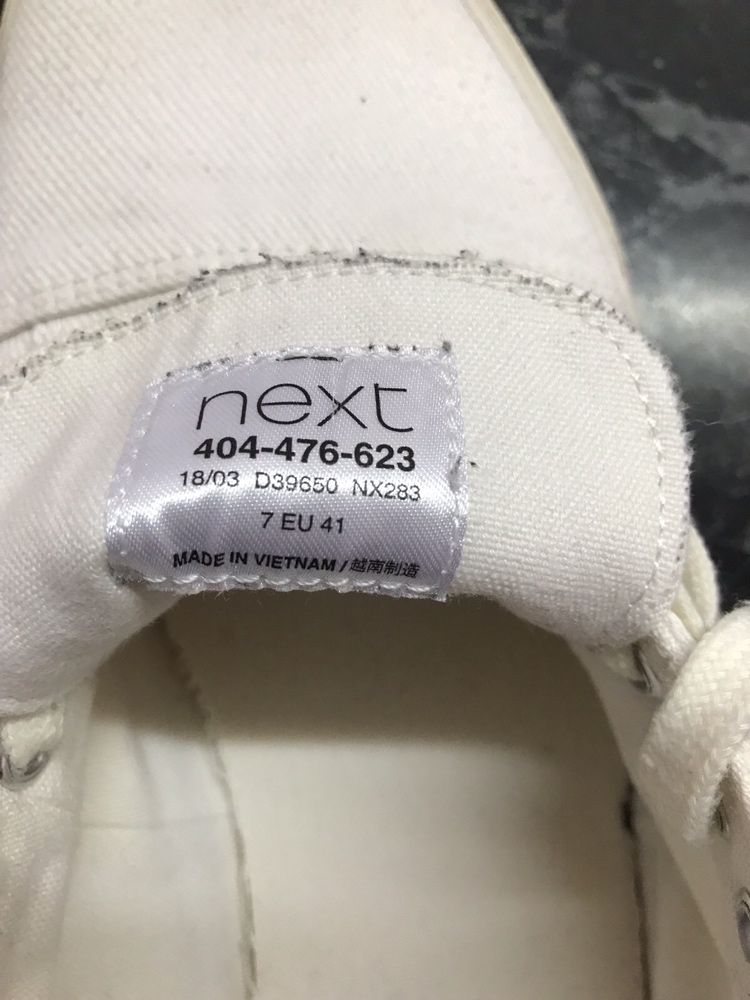 next
404-476-623
18/03 D39650 NX283
7 EU 41
MADE IN VIETNAM / 越南制造